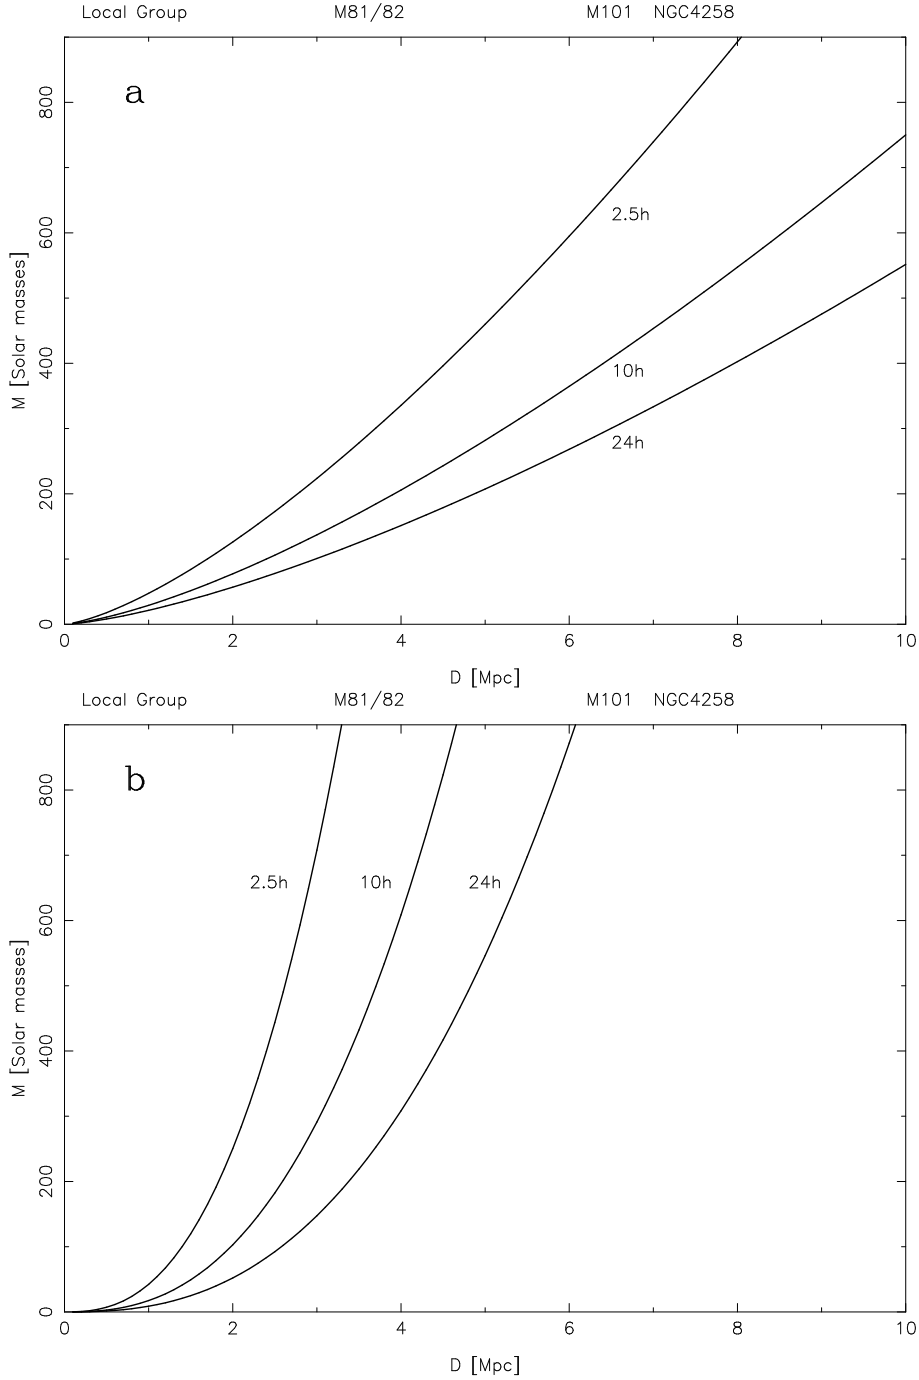 Local Group M81/82 M101 NGC4258
a
800
600
400
200
0
M [Solar masses]
2.5h
10h
24h
0 2 4 6 8 10
D [Mpc]
Local Group M81/82 M101 NGC4258
b
800
600
400
200
0
M [Solar masses]
2.5h 10h 24h
0 2 4 6 8 10
D [Mpc]